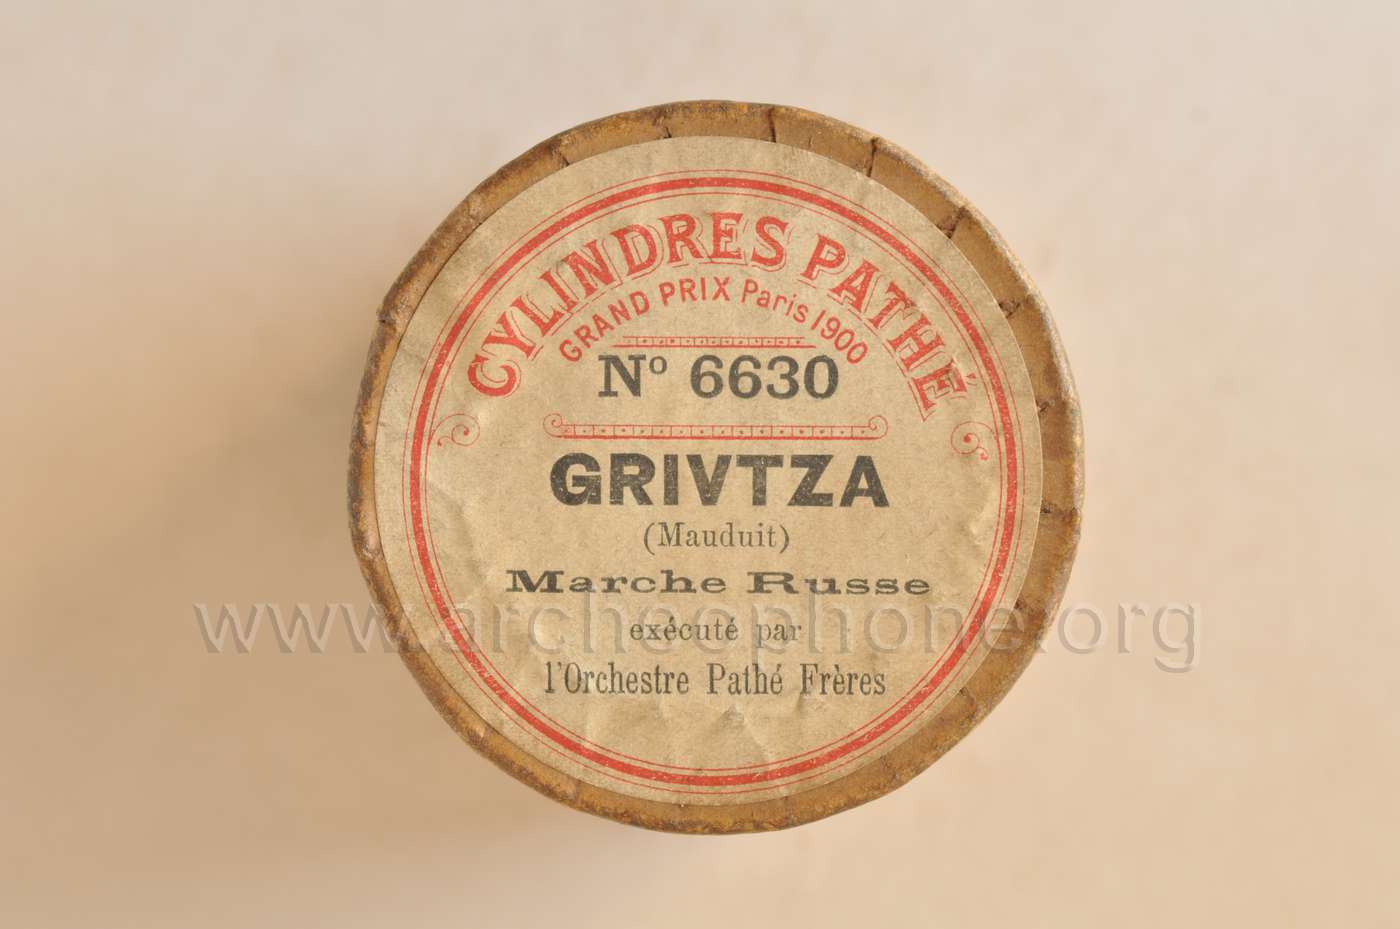 CYLINDRES PATHÉ
GRAND PRIX Paris 1900
Nº 6630
GRIVTZA
(Mauduit)
Marche Russe
exécuté par
l'Orchestre Pathé Frères
www.archeophone.org